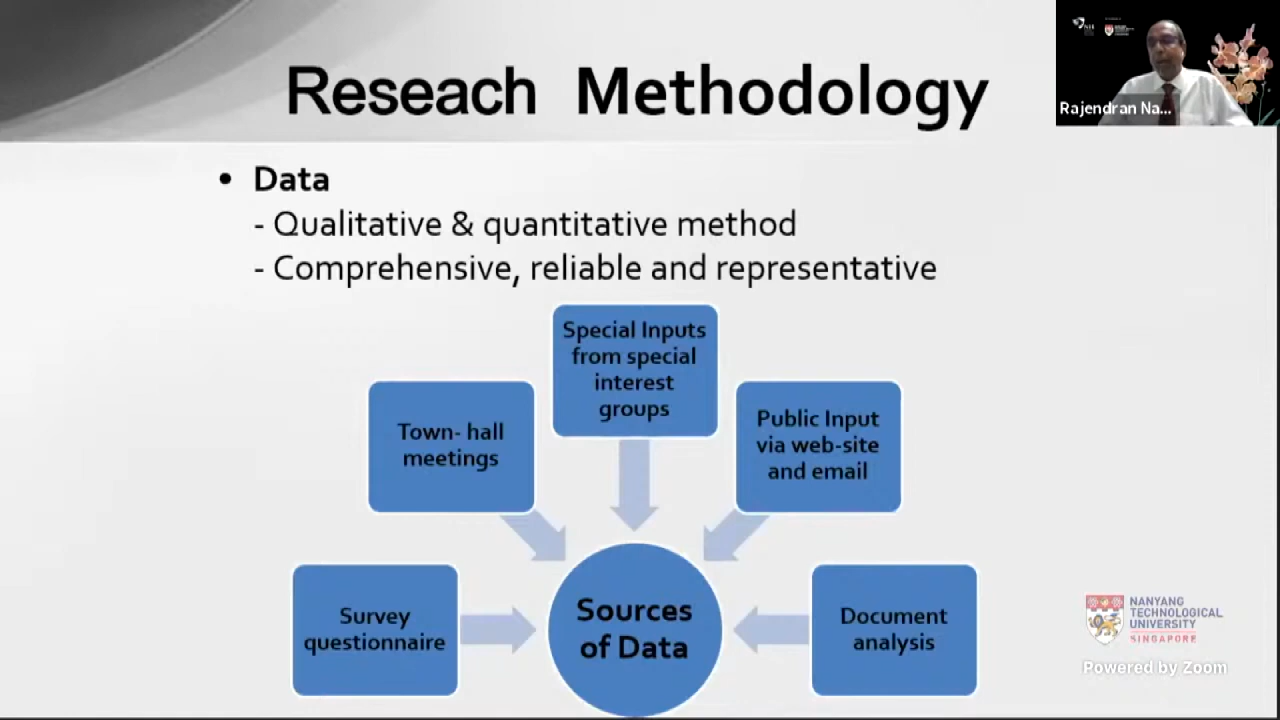 Reseach Methodology
Rajendran Na...
• Data
- Qualitative & quantitative method
- Comprehensive, reliable and representative
Special Inputs
from special
interest
groups
Town- hall
meetings
Public Input
via web-site
and email
Survey
questionnaire
Sources
of Data
Document
analysis
NANYANG
TECHNOLOGICAL
UNIVERSITY
SINGAPORE
Powered by Zoom